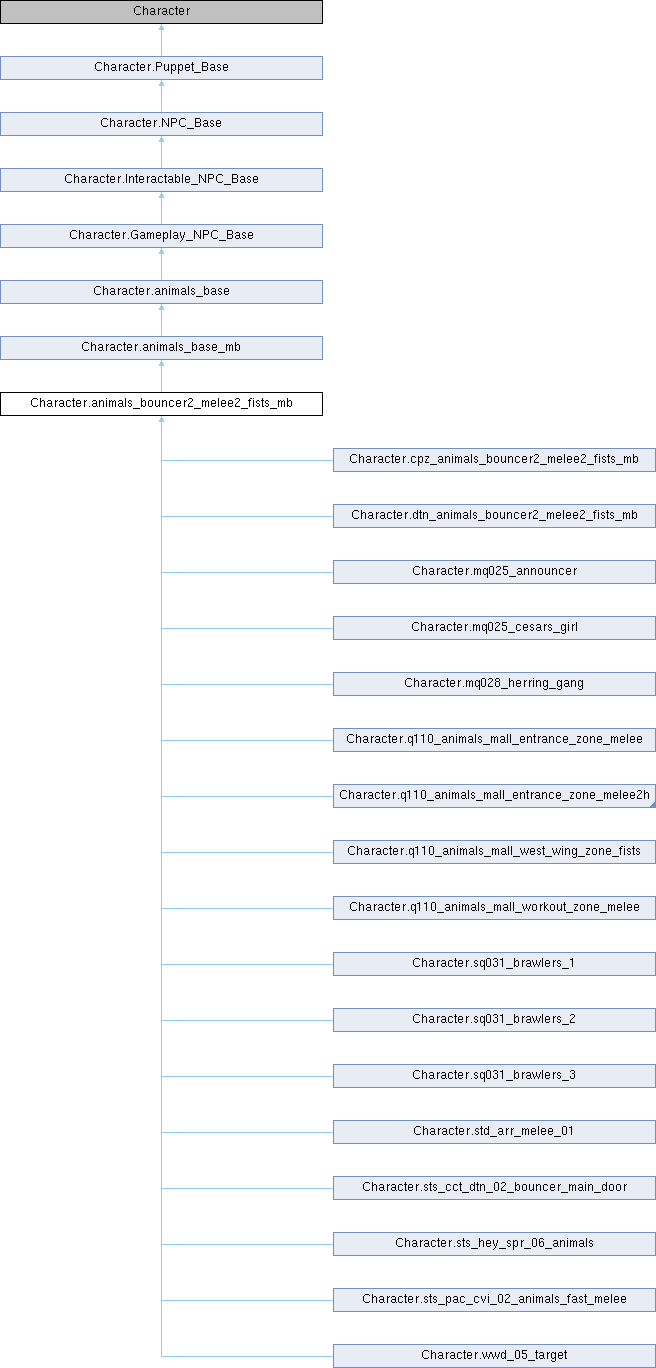 Character
Character.Puppet_Base
Character.NPC_Base
Character.Interactable_NPC_Base
Character.Gameplay_NPC_Base
Character.animals_base
Character.animals_base_mb
Character.animals_bouncer2_melee2_fists_mb
Character.cpz_animals_bouncer2_melee2_fists_mb
Character.dtn_animals_bouncer2_melee2_fists_mb
Character.mq025_announcer
Character.mq025_cesars_girl
Character.mq028_herring_gang
Character.q110_animals_mall_entrance_zone_melee
Character.q110_animals_mall_entrance_zone_melee2h
Character.q110_animals_mall_west_wing_zone_fists
Character.q110_animals_mall_workout_zone_melee
Character.sq031_brawlers_1
Character.sq031_brawlers_2
Character.sq031_brawlers_3
Character.std_arr_melee_01
Character.sts_cct_dtn_02_bouncer_main_door
Character.sts_hey_spr_06_animals
Character.sts_pac_cvi_02_animals_fast_melee
Character.wwd_05_target